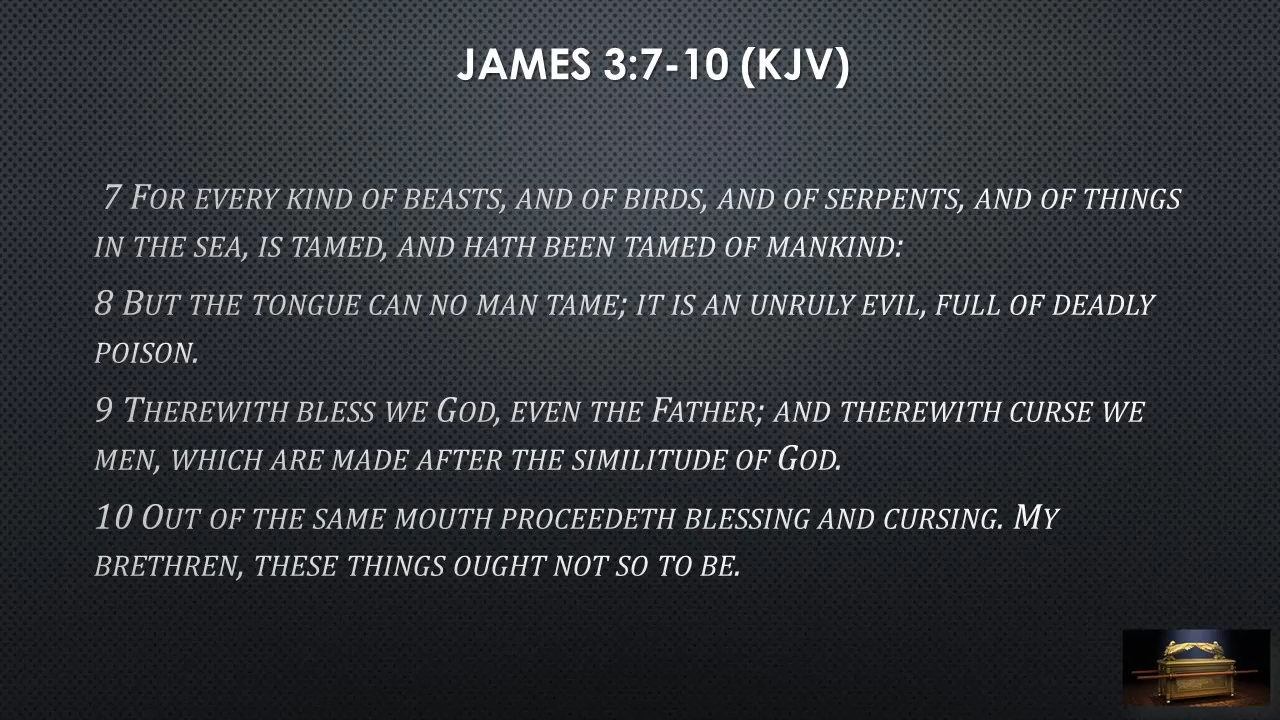 JAMES 3:7-10 (KJV)
7 For every kind of beasts, and of birds, and of serpents, and of things
in the sea, is tamed, and hath been tamed of mankind:
8 But the tongue can no man tame; it is an unruly evil, full of deadly
poison.
9 Therewith bless we God, even the Father; and therewith curse we
men, which are made after the similitude of God.
10 Out of the same mouth proceedeth blessing and cursing. My
brethren, these things ought not so to be.